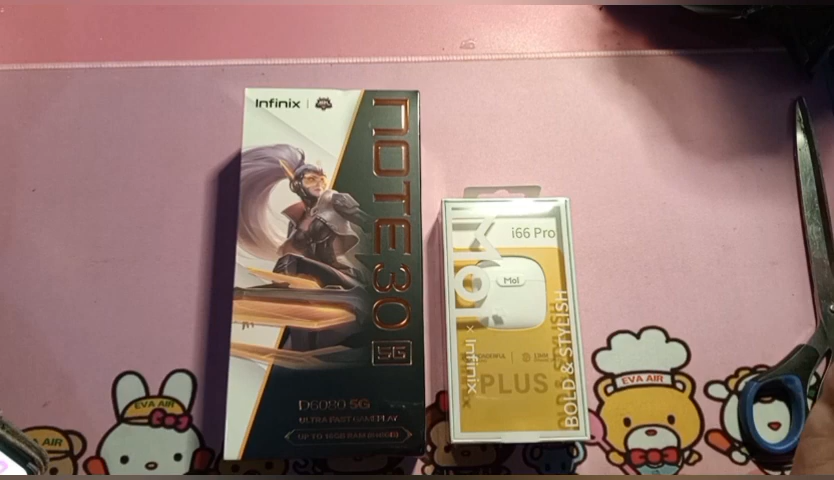 Infinix
NOTE 30 5G
D6080 5G
ULTRA FAST GAMEPLAY
i66 Pro
Moi
Moi × Infinix
PLUS
BOLD & STYLISH
EVA AIR
EVA AIR
EVA AIR